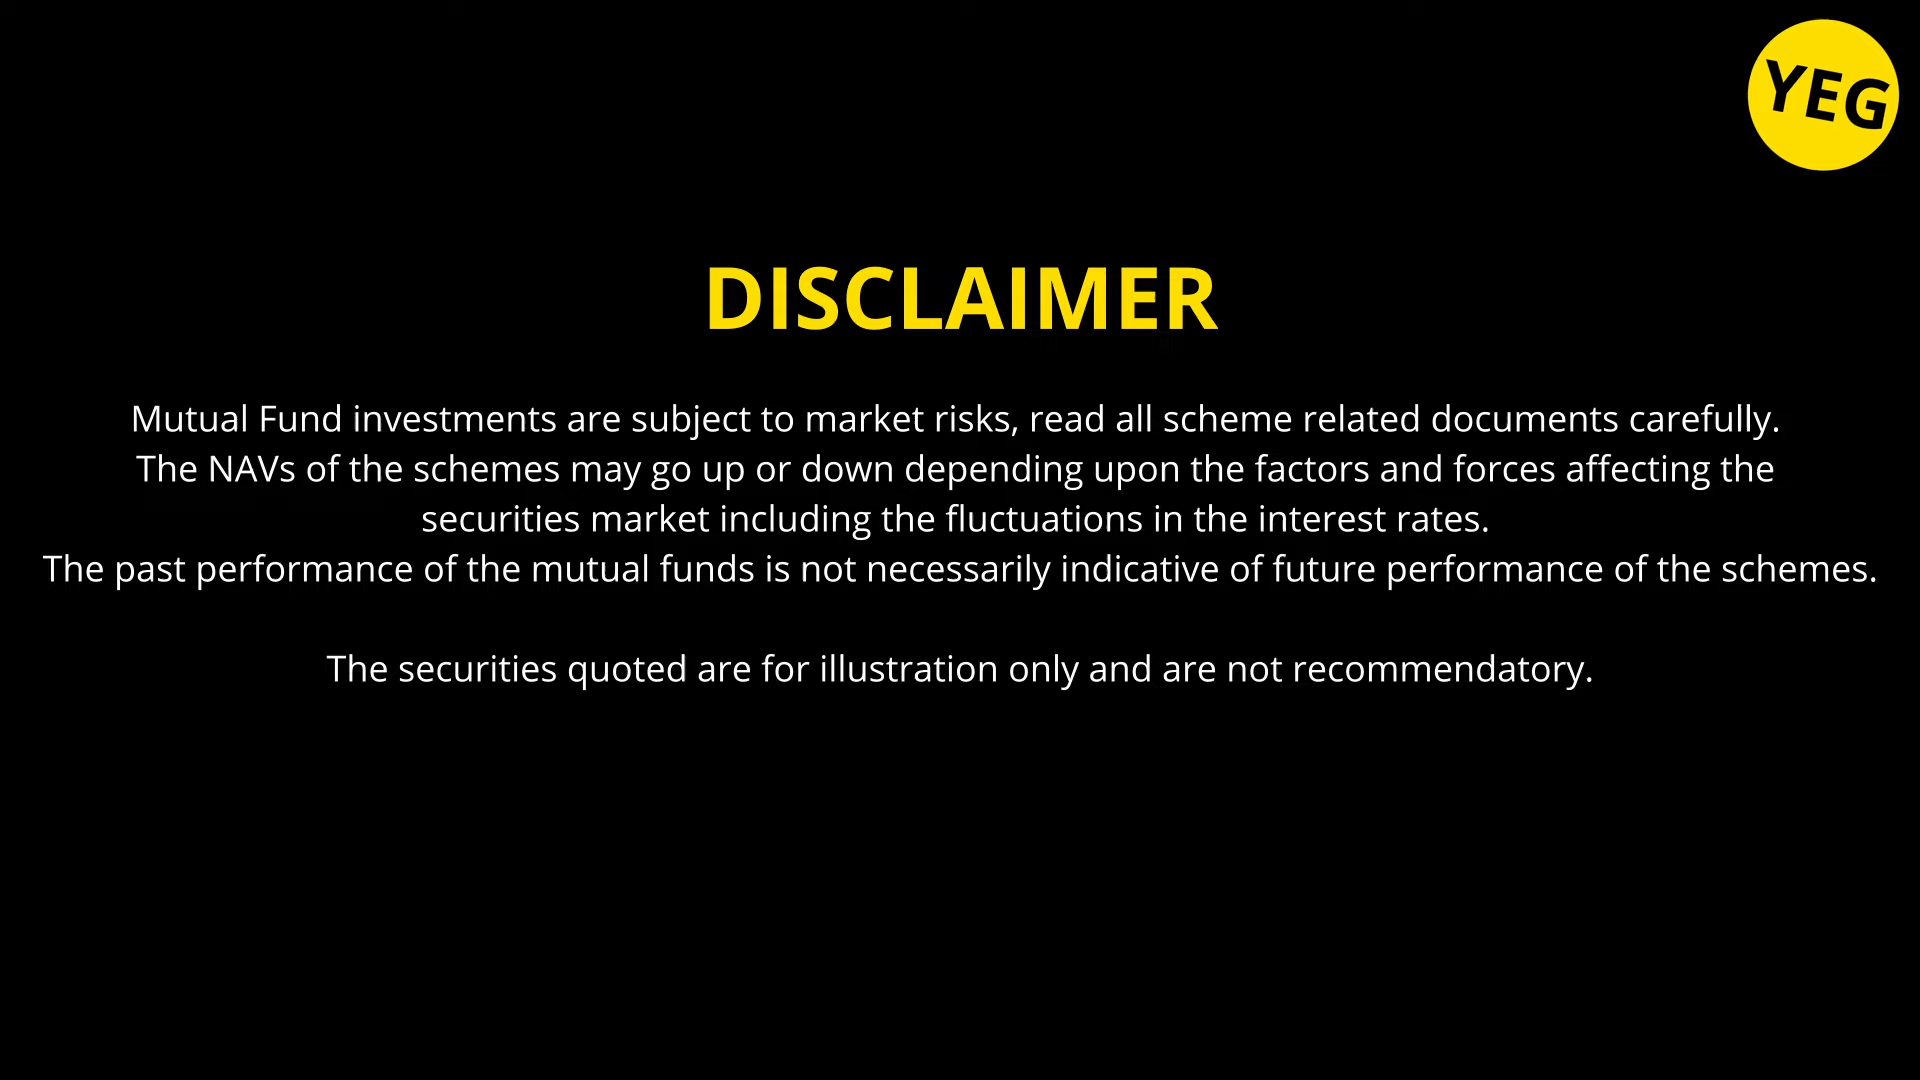 YEG
DISCLAIMER
Mutual Fund investments are subject to market risks, read all scheme related documents carefully.
The NAVs of the schemes may go up or down depending upon the factors and forces affecting the
securities market including the fluctuations in the interest rates.
The past performance of the mutual funds is not necessarily indicative of future performance of the schemes.
The securities quoted are for illustration only and are not recommendatory.